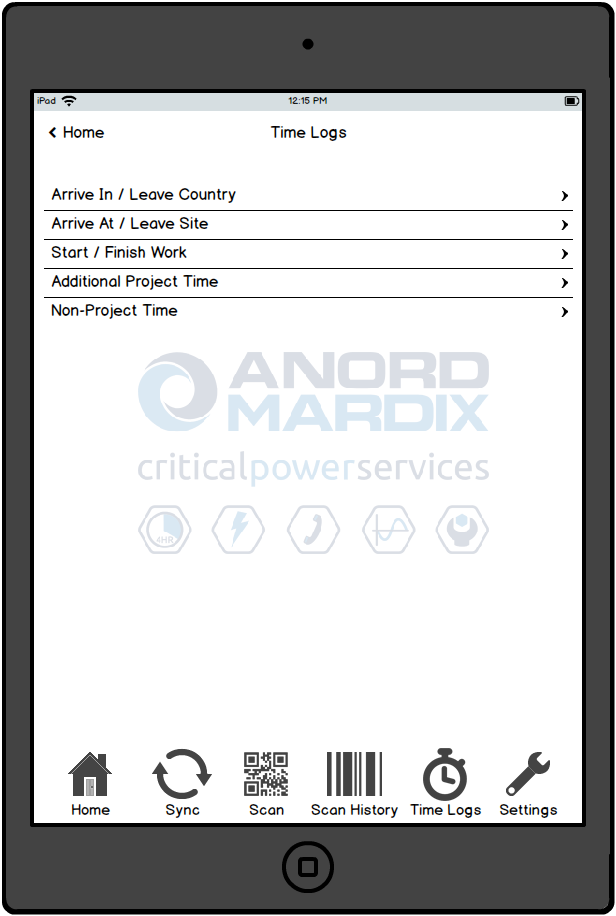 iPad 12:15 PM
Home Time Logs
Arrive In / Leave Country
Arrive At / Leave Site
Start / Finish Work
Additional Project Time
Non-Project Time
ANORD
MARDIX
criticalpowerservices
4HR
Home Sync Scan Scan History Time Logs Settings